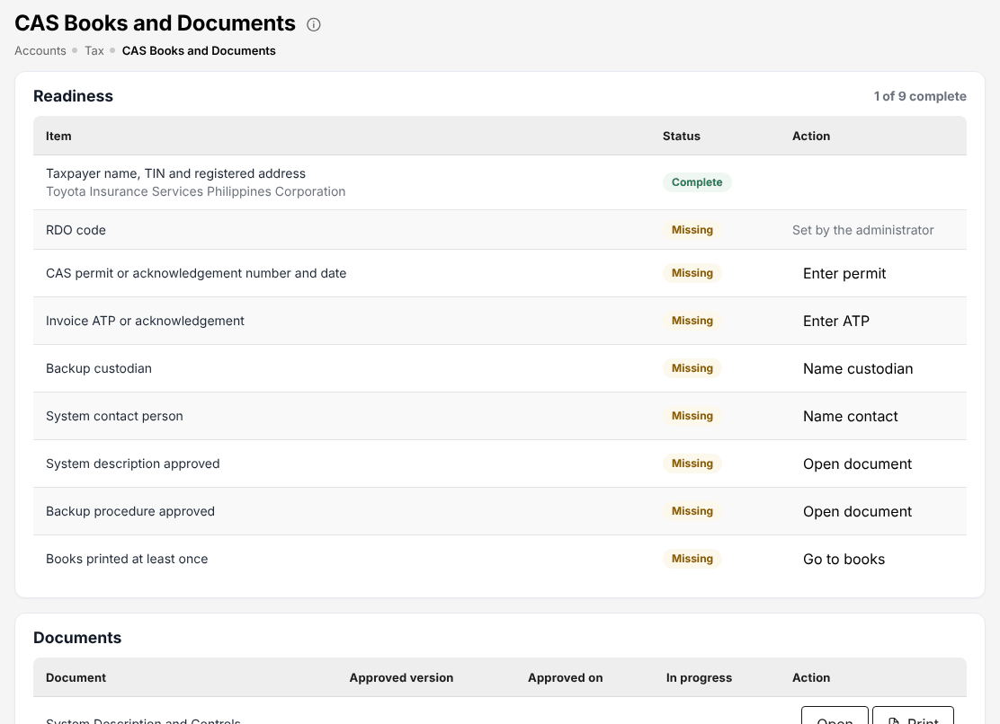 CAS Books and Documents
Accounts Tax CAS Books and Documents
Readiness 1 of 9 complete
Item Status Action
Taxpayer name, TIN and registered address
Toyota Insurance Services Philippines Corporation
Complete
RDO code Missing Set by the administrator
CAS permit or acknowledgement number and date Missing Enter permit
Invoice ATP or acknowledgement Missing Enter ATP
Backup custodian Missing Name custodian
System contact person Missing Name contact
System description approved Missing Open document
Backup procedure approved Missing Open document
Books printed at least once Missing Go to books
Documents
Document Approved version Approved on In progress Action
System Description and Controls Open Print